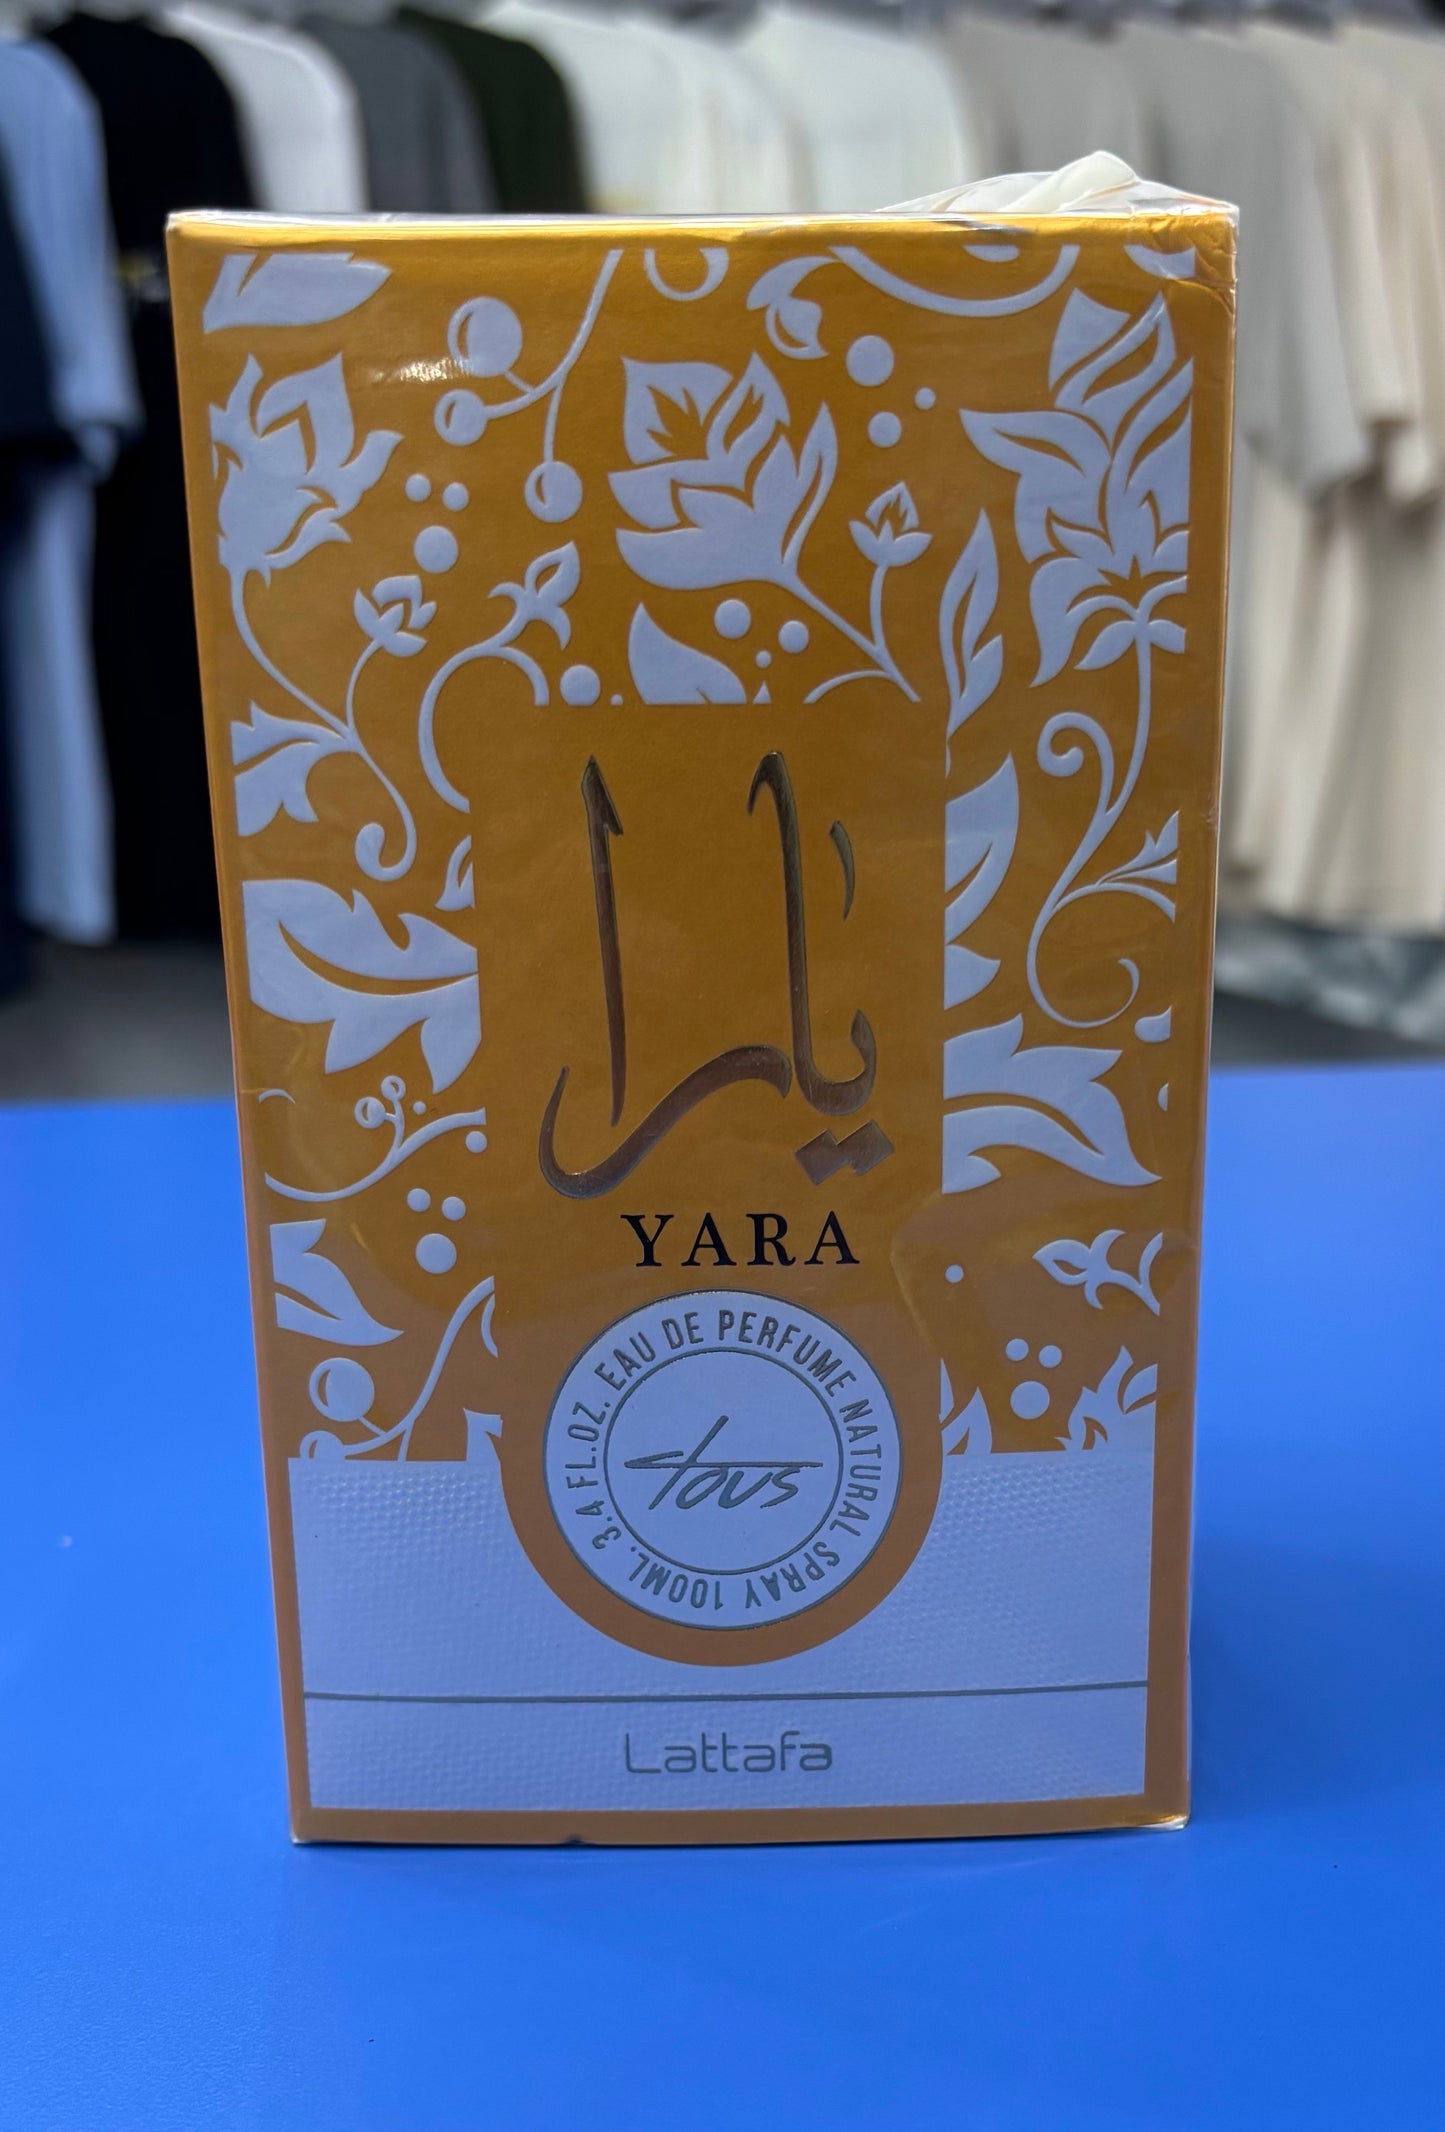 يارا
YARA
EAU DE PERFUME NATURAL SPRAY 100ML. 3.4 FL.OZ.
tous
Lattafa